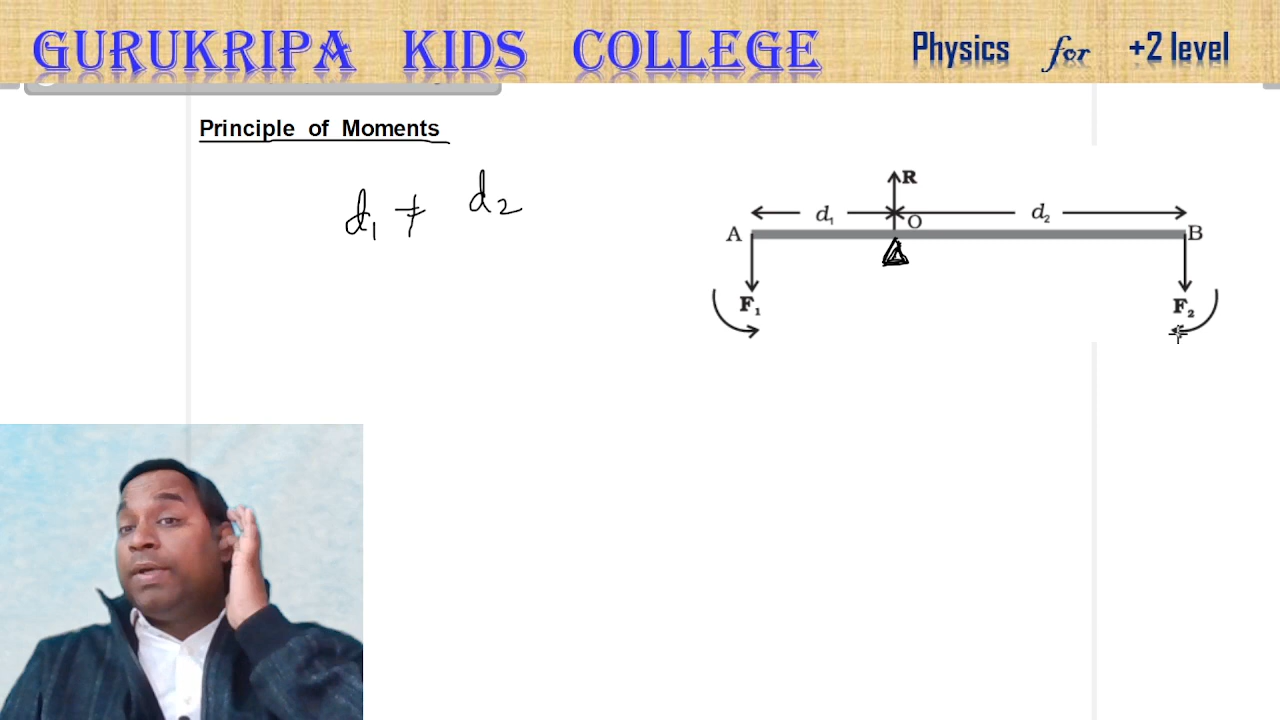 GURUKRIPA KIDS COLLEGE Physics for +2 level
Principle of Moments
d₁ ≠ d₂
R
d₁ O d₂
A B
F₁ F₂